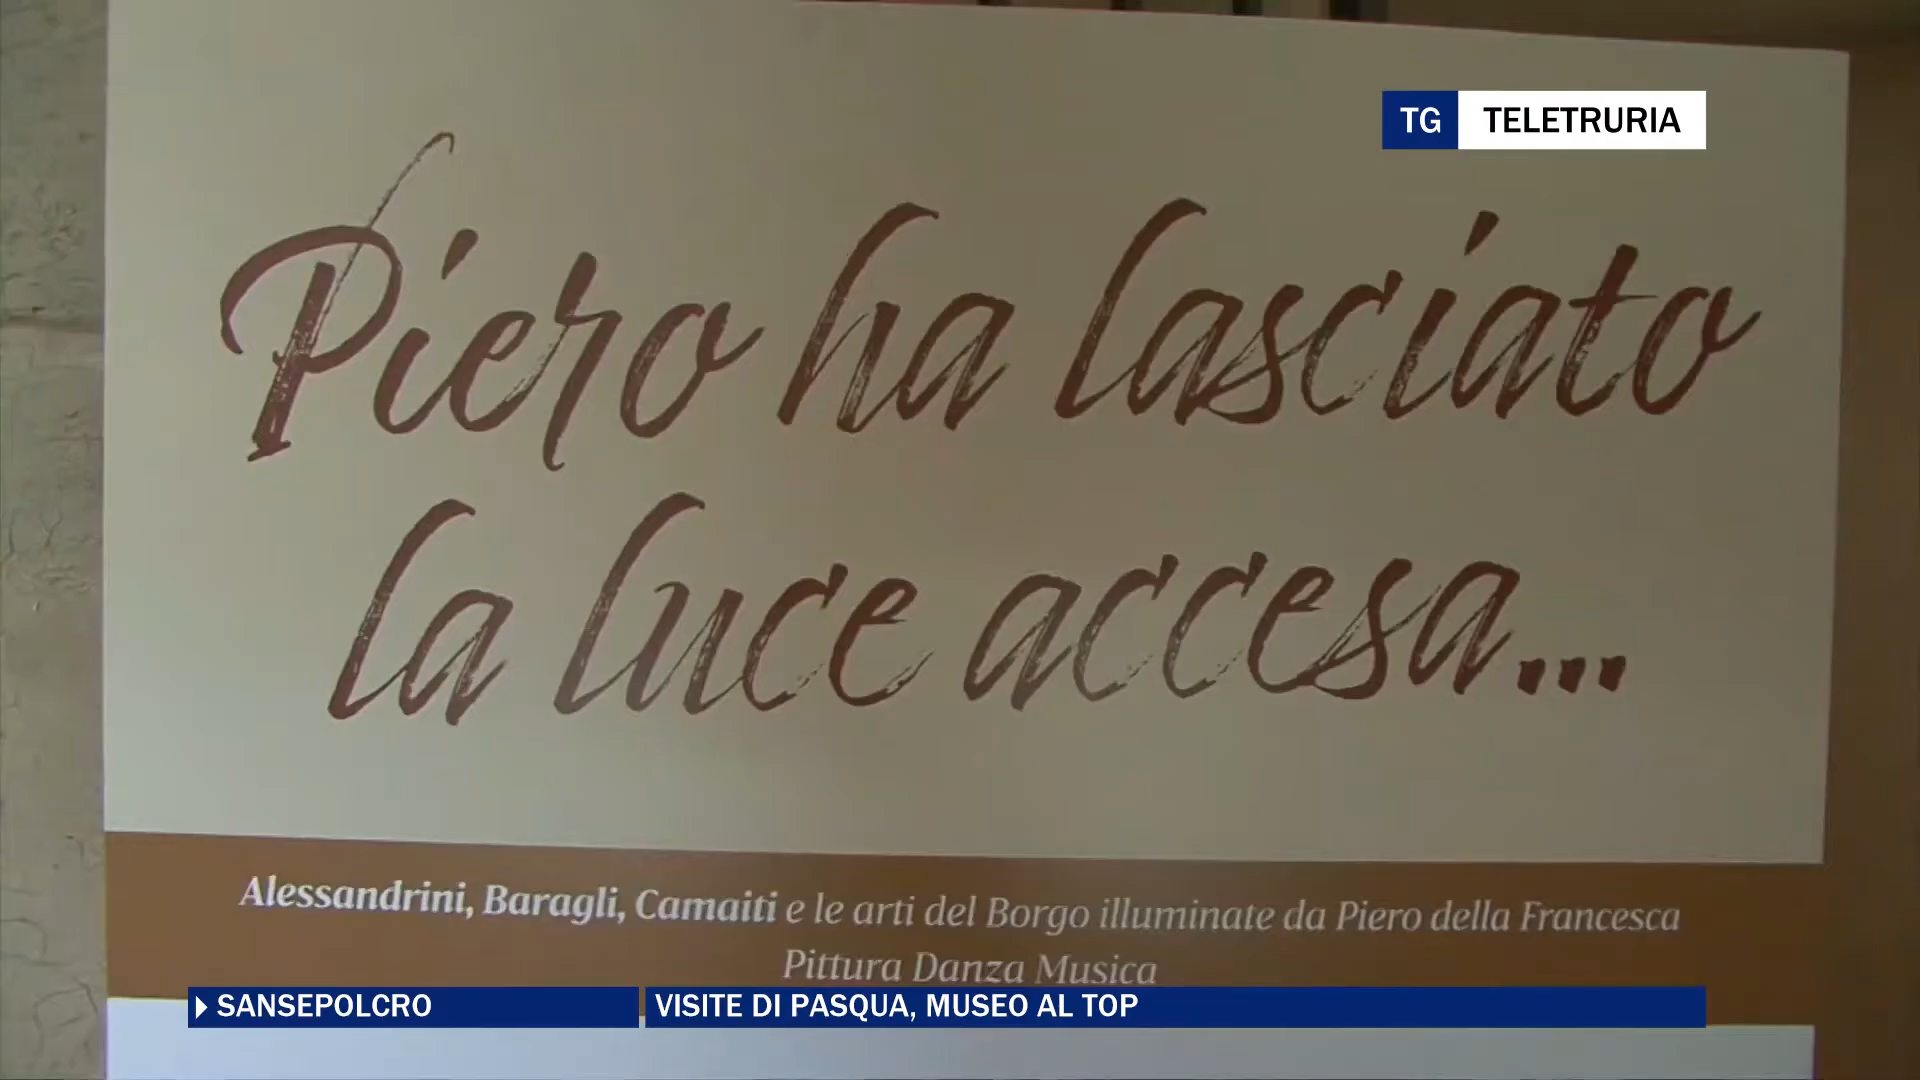 TG TELETRURIA
Piero ha lasciato
la luce accesa...
Alessandrini, Baragli, Camaiti e le arti del Borgo illuminate da Piero della Francesca
Pittura Danza Musica
SANSEPOLCRO VISITE DI PASQUA, MUSEO AL TOP